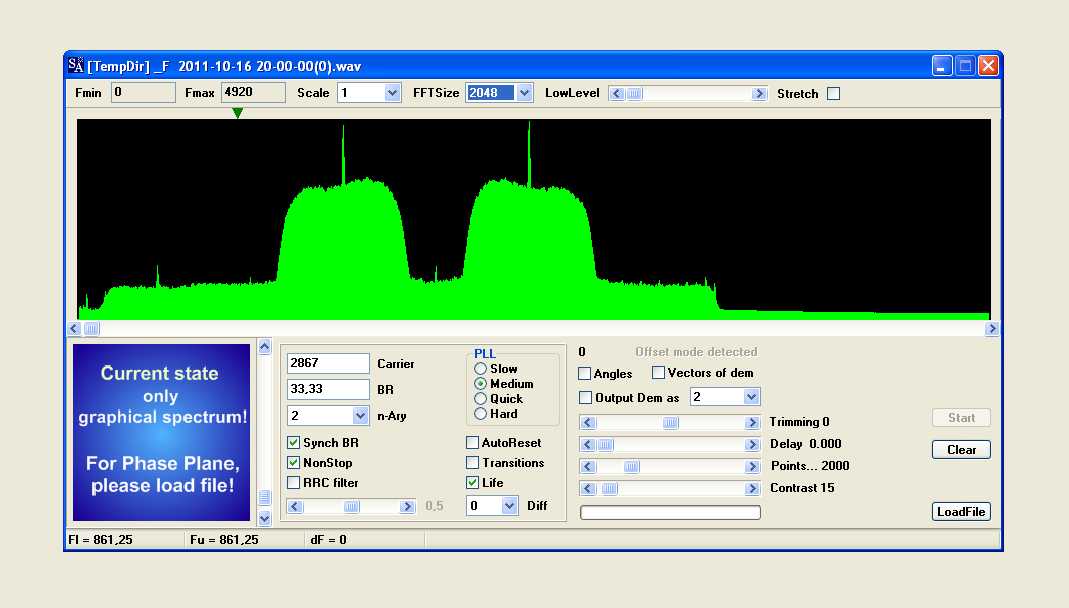 SA [TempDir] _F 2011-10-16 20-00-00(0).wav
Fmin 0 Fmax 4920 Scale 1 FFTSize 2048 LowLevel Stretch
Current state
only
graphical spectrum!
For Phase Plane,
please load file!
2867 Carrier
33,33 BR
2 n-Ary
Synch BR
NonStop
RRC filter
0,5
PLL
Slow
Medium
Quick
Hard
AutoReset
Transitions
Life
0 Diff
0 Offset mode detected
Angles Vectors of dem
Output Dem as 2
Trimming 0
Delay 0.000
Points... 2000
Contrast 15
Start
Clear
LoadFile
Fl = 861,25 Fu = 861,25 dF = 0